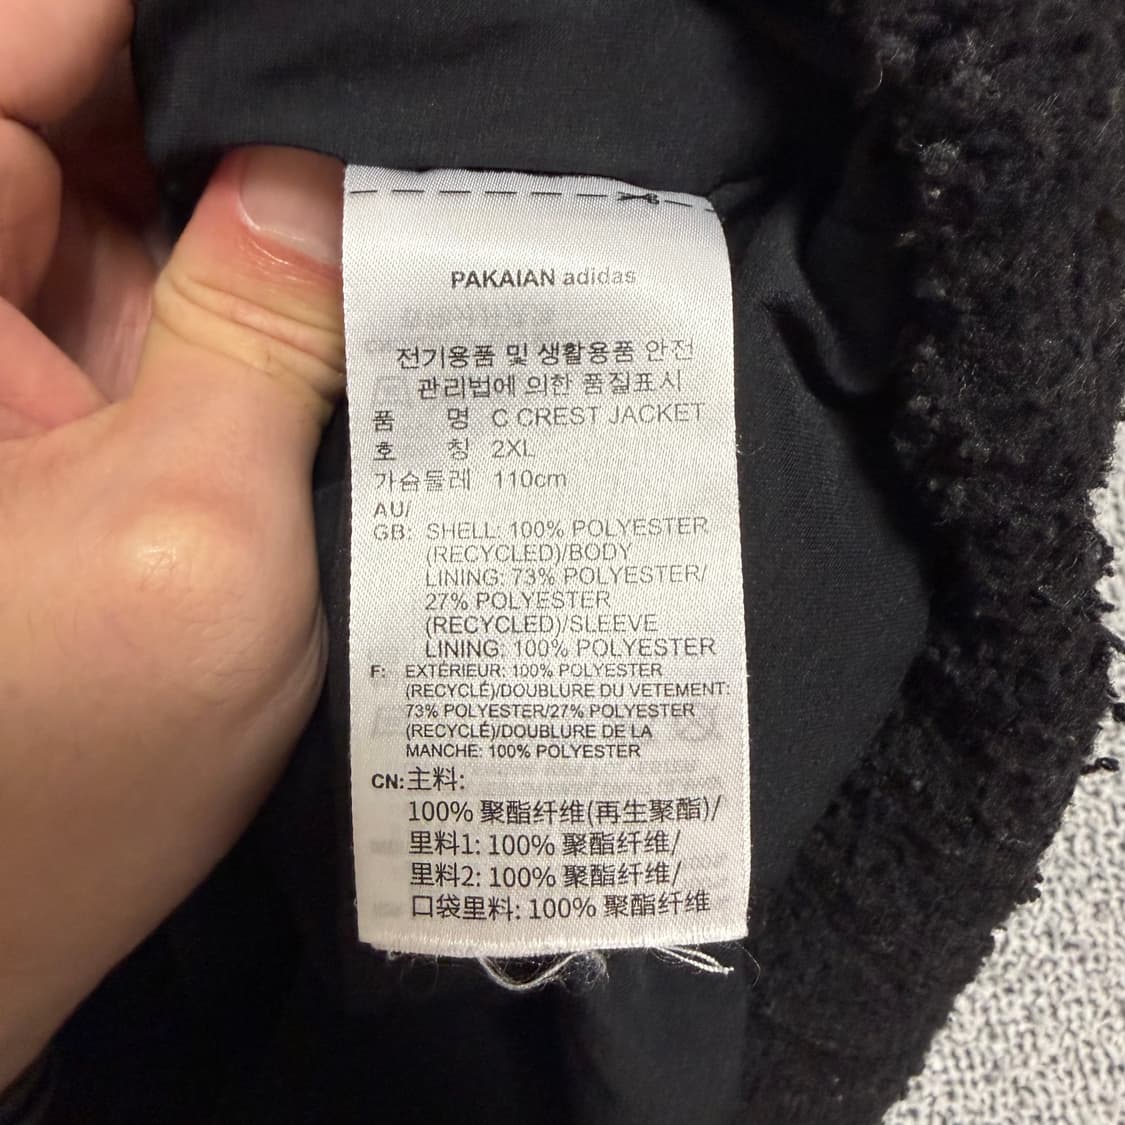 PAKAIAN adidas
전기용품 및 생활용품 안전
관리법에 의한 품질표시
품 명 C CREST JACKET
호 칭 2XL
가슴둘레 110cm
AU/
GB: SHELL: 100% POLYESTER
(RECYCLED)/BODY
LINING: 73% POLYESTER/
27% POLYESTER
(RECYCLED)/SLEEVE
LINING: 100% POLYESTER
F: EXTÉRIEUR: 100% POLYESTER
(RECYCLÉ)/DOUBLURE DU VETEMENT:
73% POLYESTER/27% POLYESTER
(RECYCLÉ)/DOUBLURE DE LA
MANCHE: 100% POLYESTER
CN: 主料:
100% 聚酯纤维(再生聚酯)/
里料1: 100% 聚酯纤维/
里料2: 100% 聚酯纤维/
口袋里料: 100% 聚酯纤维